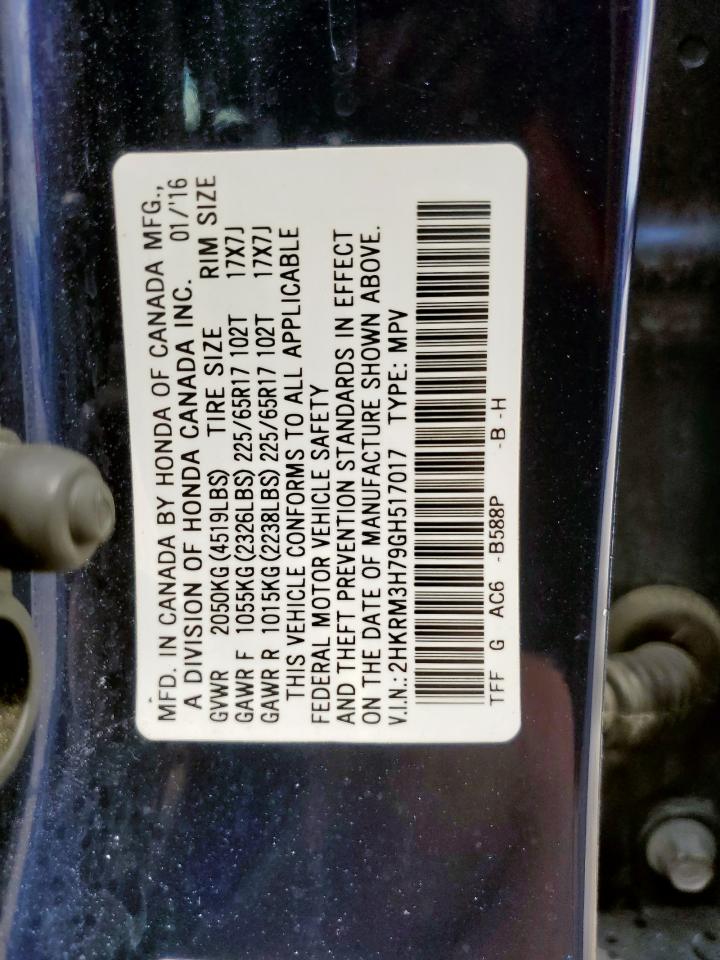 MFD. IN CANADA BY HONDA OF CANADA MFG.,
A DIVISION OF HONDA CANADA INC. 01/'16
GVWR 2050KG(4519LBS) TIRE SIZE RIM SIZE
GAWR F 1055KG(2326LBS) 225/65R17 102T 17X7J
GAWR R 1015KG(2238LBS) 225/65R17 102T 17X7J
THIS VEHICLE CONFORMS TO ALL APPLICABLE
FEDERAL MOTOR VEHICLE SAFETY
AND THEFT PREVENTION STANDARDS IN EFFECT
ON THE DATE OF MANUFACTURE SHOWN ABOVE.
V.I.N.: 2HKRM3H79GH517017 TYPE: MPV
TFF G AC6 -B588P -B -H